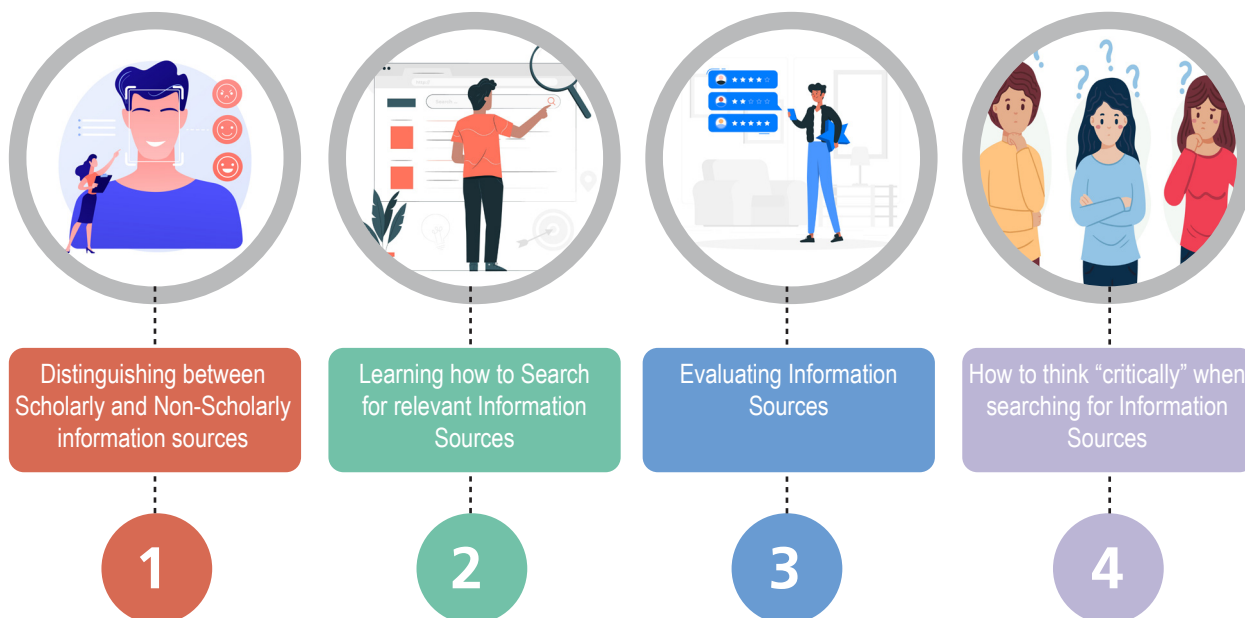 Search ...
Distinguishing between
Scholarly and Non-Scholarly
information sources
Learning how to Search
for relevant Information
Sources
Evaluating Information
Sources
How to think “critically” when
searching for Information
Sources
1
2
3
4